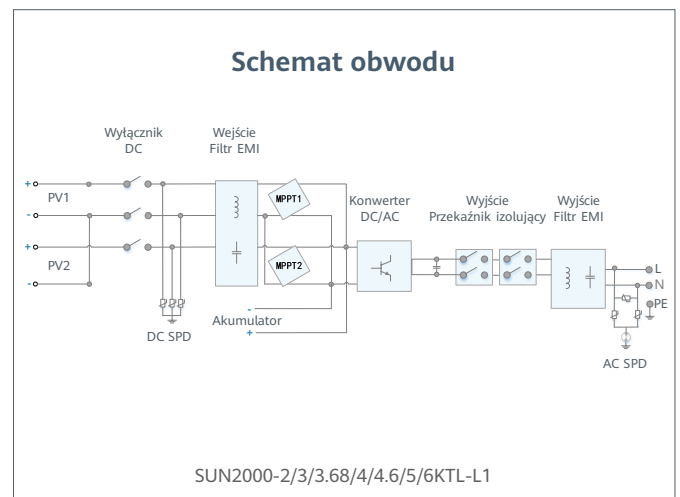 Schemat obwodu
Wyłącznik
DC
Wejście
Filtr EMI
+
PV1
-
+
PV2
-
MPPT1
MPPT2
Konwerter
DC/AC
Wyjście
Przekaźnik izolujący
Wyjście
Filtr EMI
L
N
PE
-
Akumulator
+
DC SPD
AC SPD
SUN2000-2/3/3.68/4/4.6/5/6KTL-L1